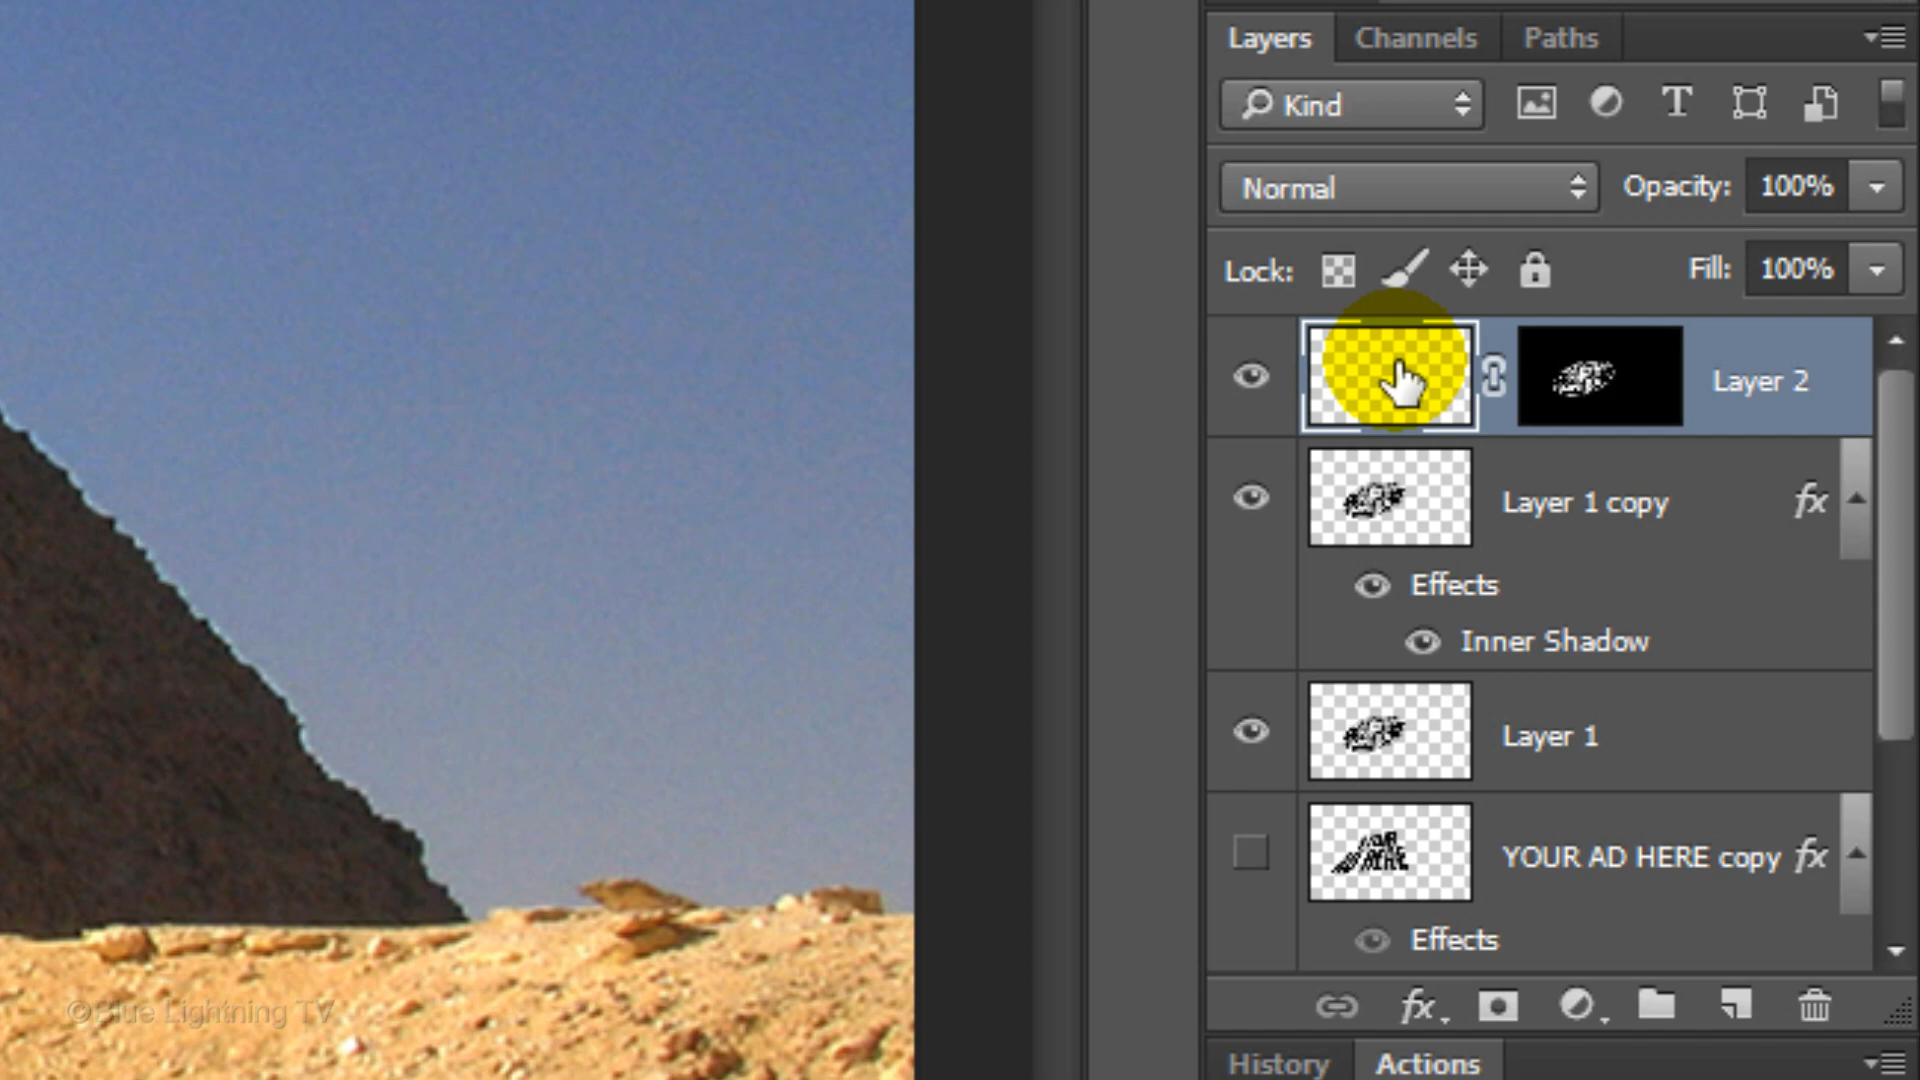 Layers Channels Paths
Kind
Normal Opacity: 100%
Lock: Fill: 100%
Layer 2
Layer 1 copy fx
Effects
Inner Shadow
Layer 1
YOUR AD HERE copy fx
Effects
©Blue Lightning TV
fx
History Actions